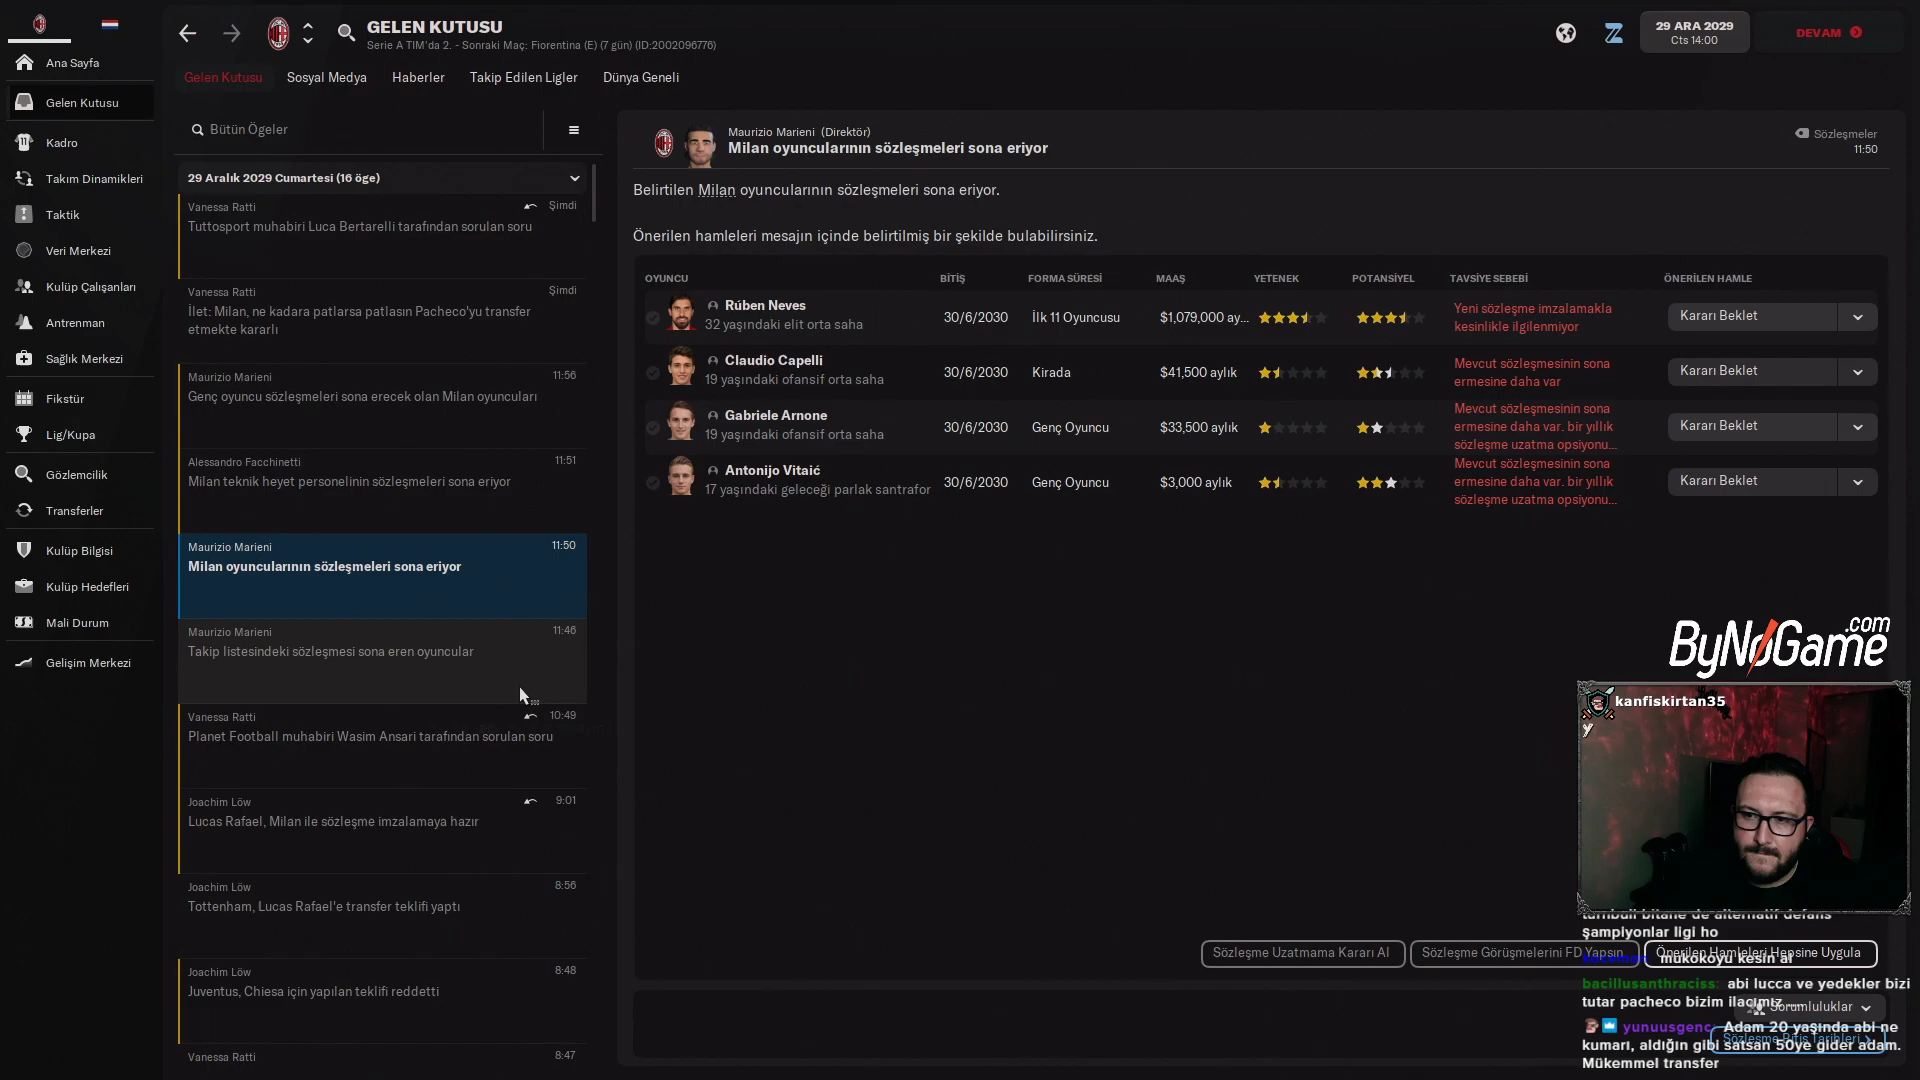 GELEN KUTUSU
Serie A TIM'da 2. - Sonraki Maç: Fiorentina (E) (7 gün) (ID:2002096776)
29 ARA 2029
Cts 14:00
DEVAM
Ana Sayfa
Gelen Kutusu
Kadro
Takım Dinamikleri
Taktik
Veri Merkezi
Kulüp Çalışanları
Antrenman
Sağlık Merkezi
Fikstür
Lig/Kupa
Gözlemcilik
Transferler
Kulüp Bilgisi
Kulüp Hedefleri
Mali Durum
Gelişim Merkezi
Gelen Kutusu Sosyal Medya Haberler Takip Edilen Ligler Dünya Geneli
Bütün Ögeler
29 Aralık 2029 Cumartesi (16 öge)
Vanessa Ratti Şimdi
Tuttosport muhabiri Luca Bertarelli tarafından sorulan soru
Vanessa Ratti Şimdi
İlet: Milan, ne kadara patlarsa patlasın Pacheco'yu transfer
etmekte kararlı
Maurizio Marieni 11:56
Genç oyuncu sözleşmeleri sona erecek olan Milan oyuncuları
Alessandro Facchinetti 11:51
Milan teknik heyet personelinin sözleşmeleri sona eriyor
Maurizio Marieni 11:50
Milan oyuncularının sözleşmeleri sona eriyor
Maurizio Marieni 11:46
Takip listesindeki sözleşmesi sona eren oyuncular
Vanessa Ratti 10:49
Planet Football muhabiri Wasim Ansari tarafından sorulan soru
Joachim Löw 9:01
Lucas Rafael, Milan ile sözleşme imzalamaya hazır
Joachim Löw 8:56
Tottenham, Lucas Rafael'e transfer teklifi yaptı
Joachim Löw 8:48
Juventus, Chiesa için yapılan teklifi reddetti
Vanessa Ratti 8:47
Maurizio Marieni (Direktör)
Milan oyuncularının sözleşmeleri sona eriyor
Sözleşmeler
11:50
Belirtilen Milan oyuncularının sözleşmeleri sona eriyor.
Önerilen hamleleri mesajın içinde belirtilmiş bir şekilde bulabilirsiniz.
OYUNCU BİTİŞ FORMA SÜRESİ MAAŞ YETENEK POTANSİYEL TAVSİYE SEBEBİ ÖNERİLEN HAMLE
Rúben Neves
32 yaşındaki elit orta saha
30/6/2030 İlk 11 Oyuncusu $1,079,000 ay...
Yeni sözleşme imzalamakla
kesinlikle ilgilenmiyor
Kararı Beklet
Claudio Capelli
19 yaşındaki ofansif orta saha
30/6/2030 Kirada $41,500 aylık
Mevcut sözleşmesinin sona
ermesine daha var
Kararı Beklet
Gabriele Arnone
19 yaşındaki ofansif orta saha
30/6/2030 Genç Oyuncu $33,500 aylık
Mevcut sözleşmesinin sona
ermesine daha var. bir yıllık
sözleşme uzatma opsiyonu...
Kararı Beklet
Antonijo Vitaić
17 yaşındaki geleceği parlak santrafor
30/6/2030 Genç Oyuncu $3,000 aylık
Mevcut sözleşmesinin sona
ermesine daha var. bir yıllık
sözleşme uzatma opsiyonu...
Kararı Beklet
ByNoGame.com
kanfiskirtan35
y
turnbull bitane de alternatif defans
şampiyonlar ligi ho
Sözleşme Uzatmama Kararı Al Sözleşme Görüşmelerini FD Yapsın Önerilen Hamleleri Hepsine Uygula
mukokoyu kesin al
bacillusanthraciss: abi lucca ve yedekler bizi
tutar pacheco bizim ilacımız
Sorumluluklar
yunuusgenc: Adam 20 yaşında abi ne
Sözleşme Bitiş Tarihleri
kumarı, aldığın gibi satsan 50ye gider adam.
Mükemmel transfer